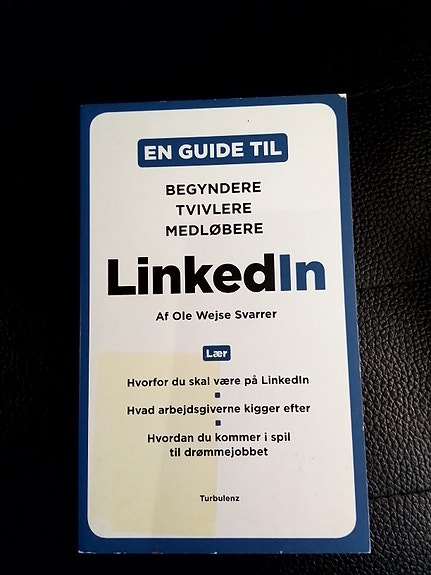 EN GUIDE TIL
BEGYNDERE
TVIVLERE
MEDLØBERE
LinkedIn
Af Ole Wejse Svarrer
Lær
Hvorfor du skal være på LinkedIn
Hvad arbejdsgiverne kigger efter
Hvordan du kommer i spil
til drømmejobbet
Turbulenz